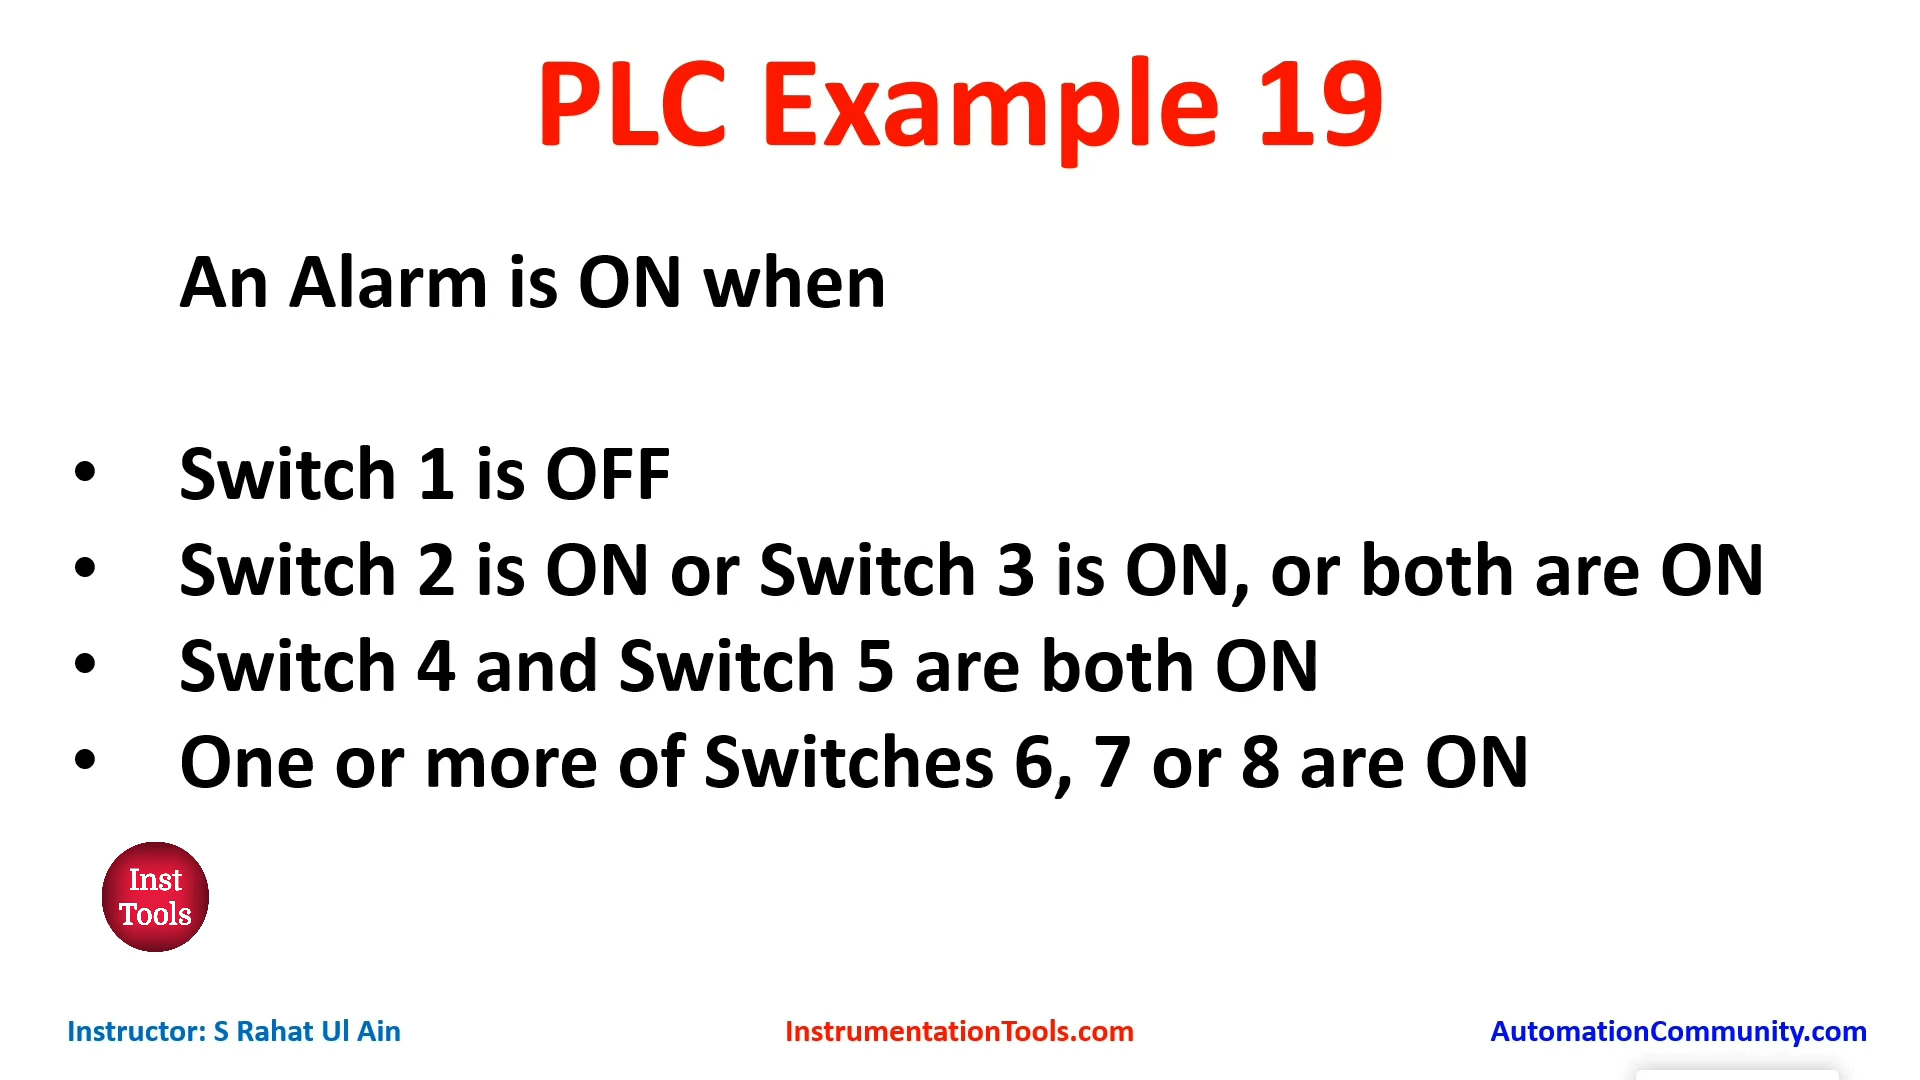 PLC Example 19
An Alarm is ON when
• Switch 1 is OFF
• Switch 2 is ON or Switch 3 is ON, or both are ON
• Switch 4 and Switch 5 are both ON
• One or more of Switches 6, 7 or 8 are ON
Inst
Tools
Instructor: S Rahat Ul Ain
InstrumentationTools.com
AutomationCommunity.com